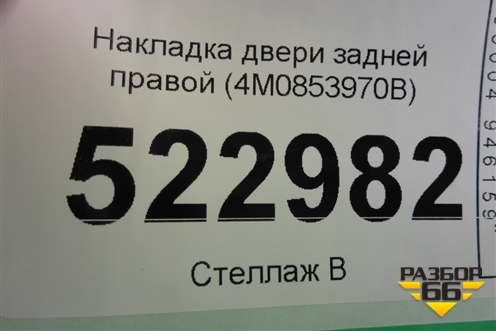 Накладка двери задней
правой (4M0853970B)
522982
Стеллаж В
РАЗБОР
66